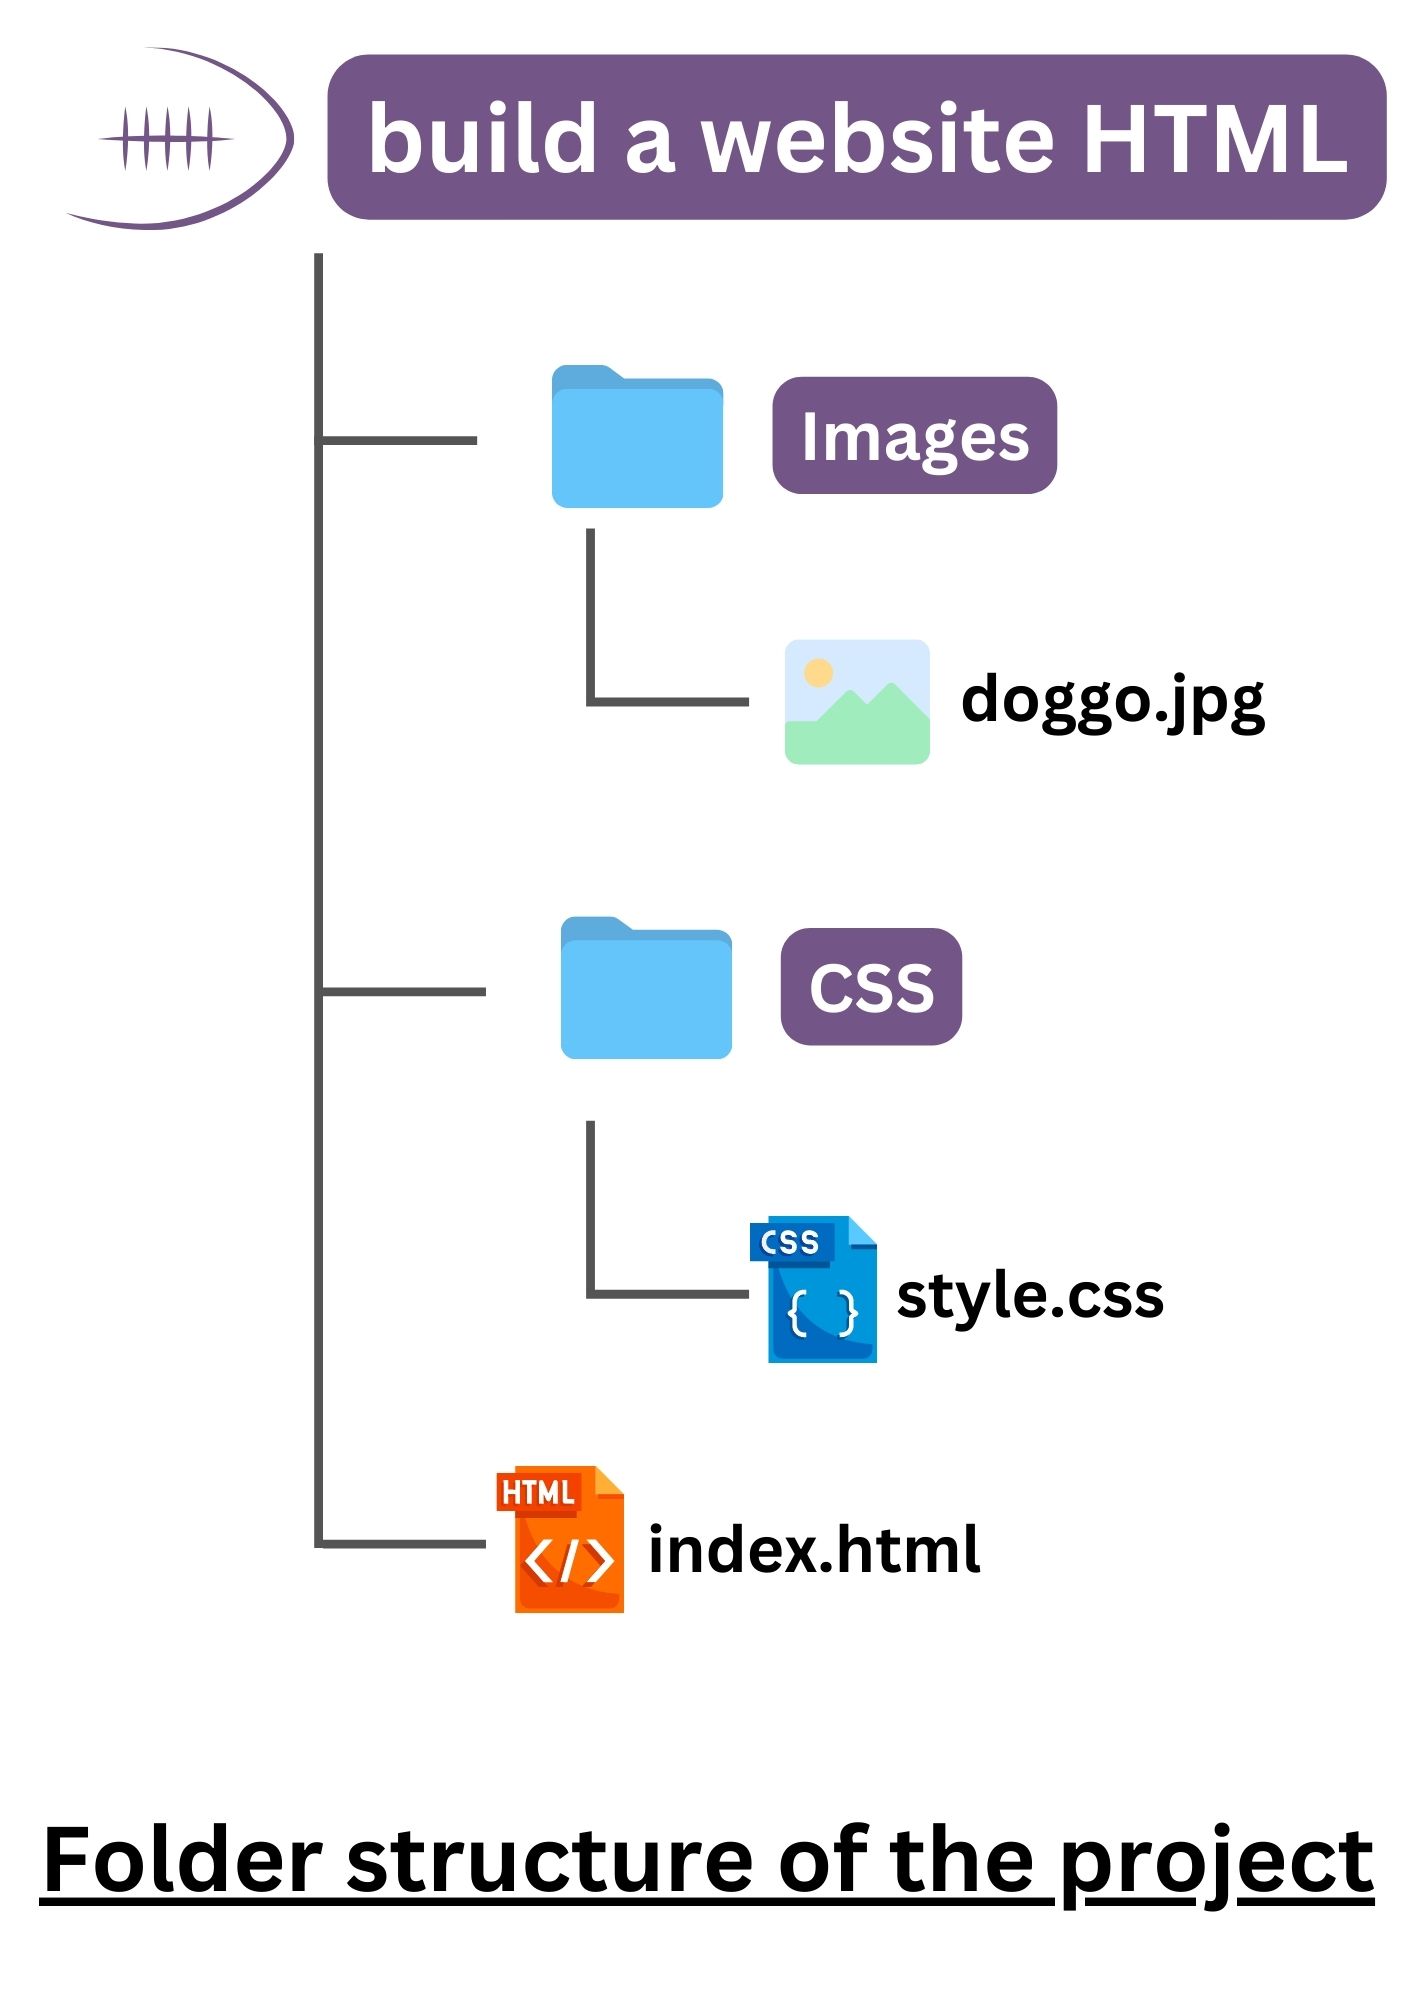 build a website HTML
Images
doggo.jpg
CSS
CSS
{ }
style.css
HTML
</>
index.html
Folder structure of the project